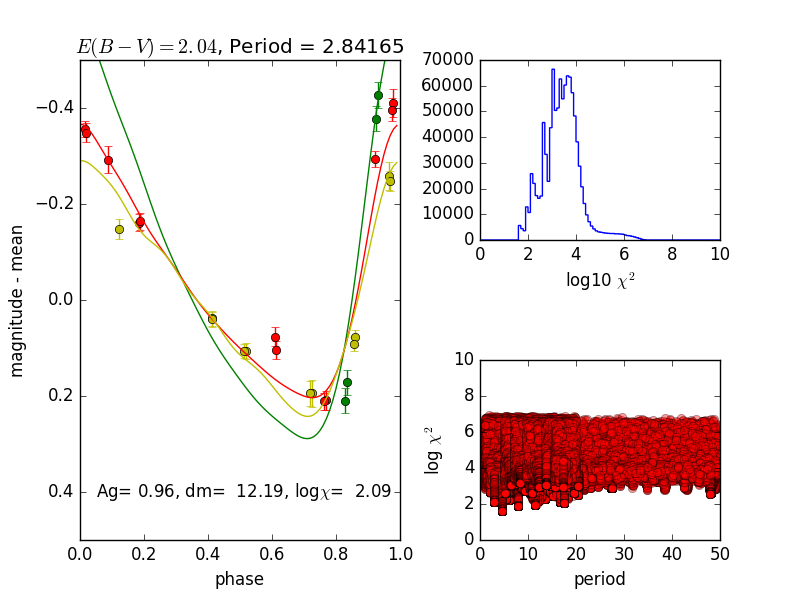 E(B − V) = 2.04, Period = 2.84165
−0.4
−0.2
0.0
0.2
0.4
magnitude - mean
Ag= 0.96, dm= 12.19, logχ= 2.09
0.0 0.2 0.4 0.6 0.8 1.0
phase
70000
60000
50000
40000
30000
20000
10000
0
0 2 4 6 8 10
log10 χ²
10
8
6
4
2
0
log χ²
0 10 20 30 40 50
period